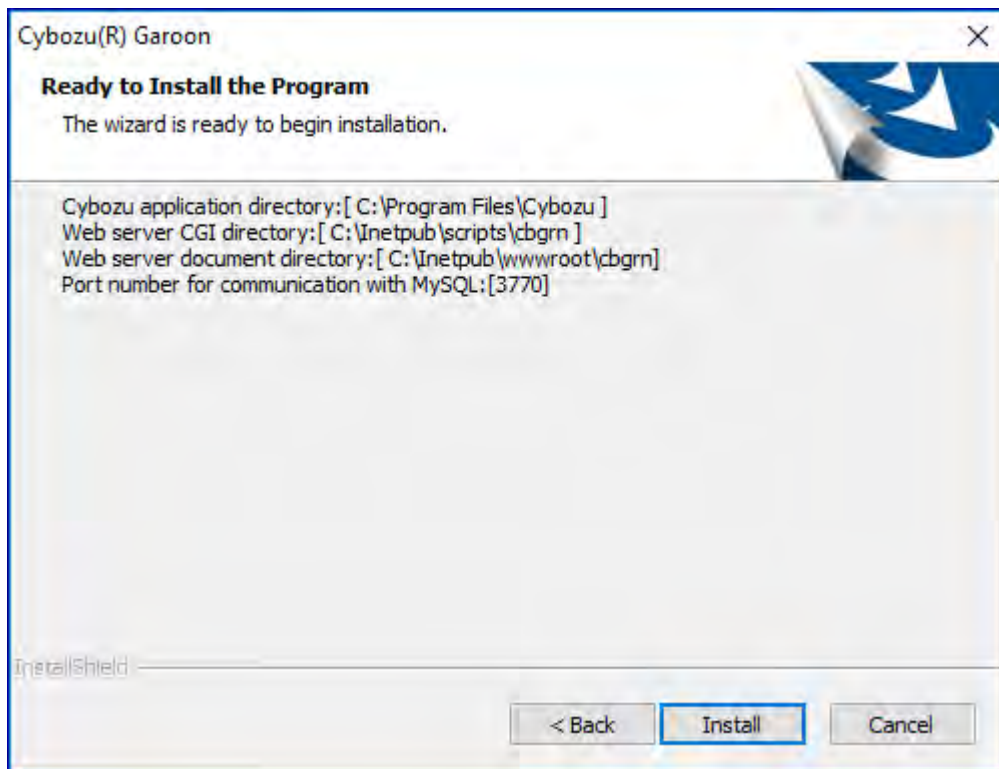 Cybozu(R) Garoon
Ready to Install the Program
The wizard is ready to begin installation.
Cybozu application directory:[ C:\Program Files\Cybozu ]
Web server CGI directory:[ C:\Inetpub\scripts\cbgrn ]
Web server document directory:[ C:\Inetpub\wwwroot\cbgrn]
Port number for communication with MySQL:[3770]
InstallShield
< Back Install Cancel